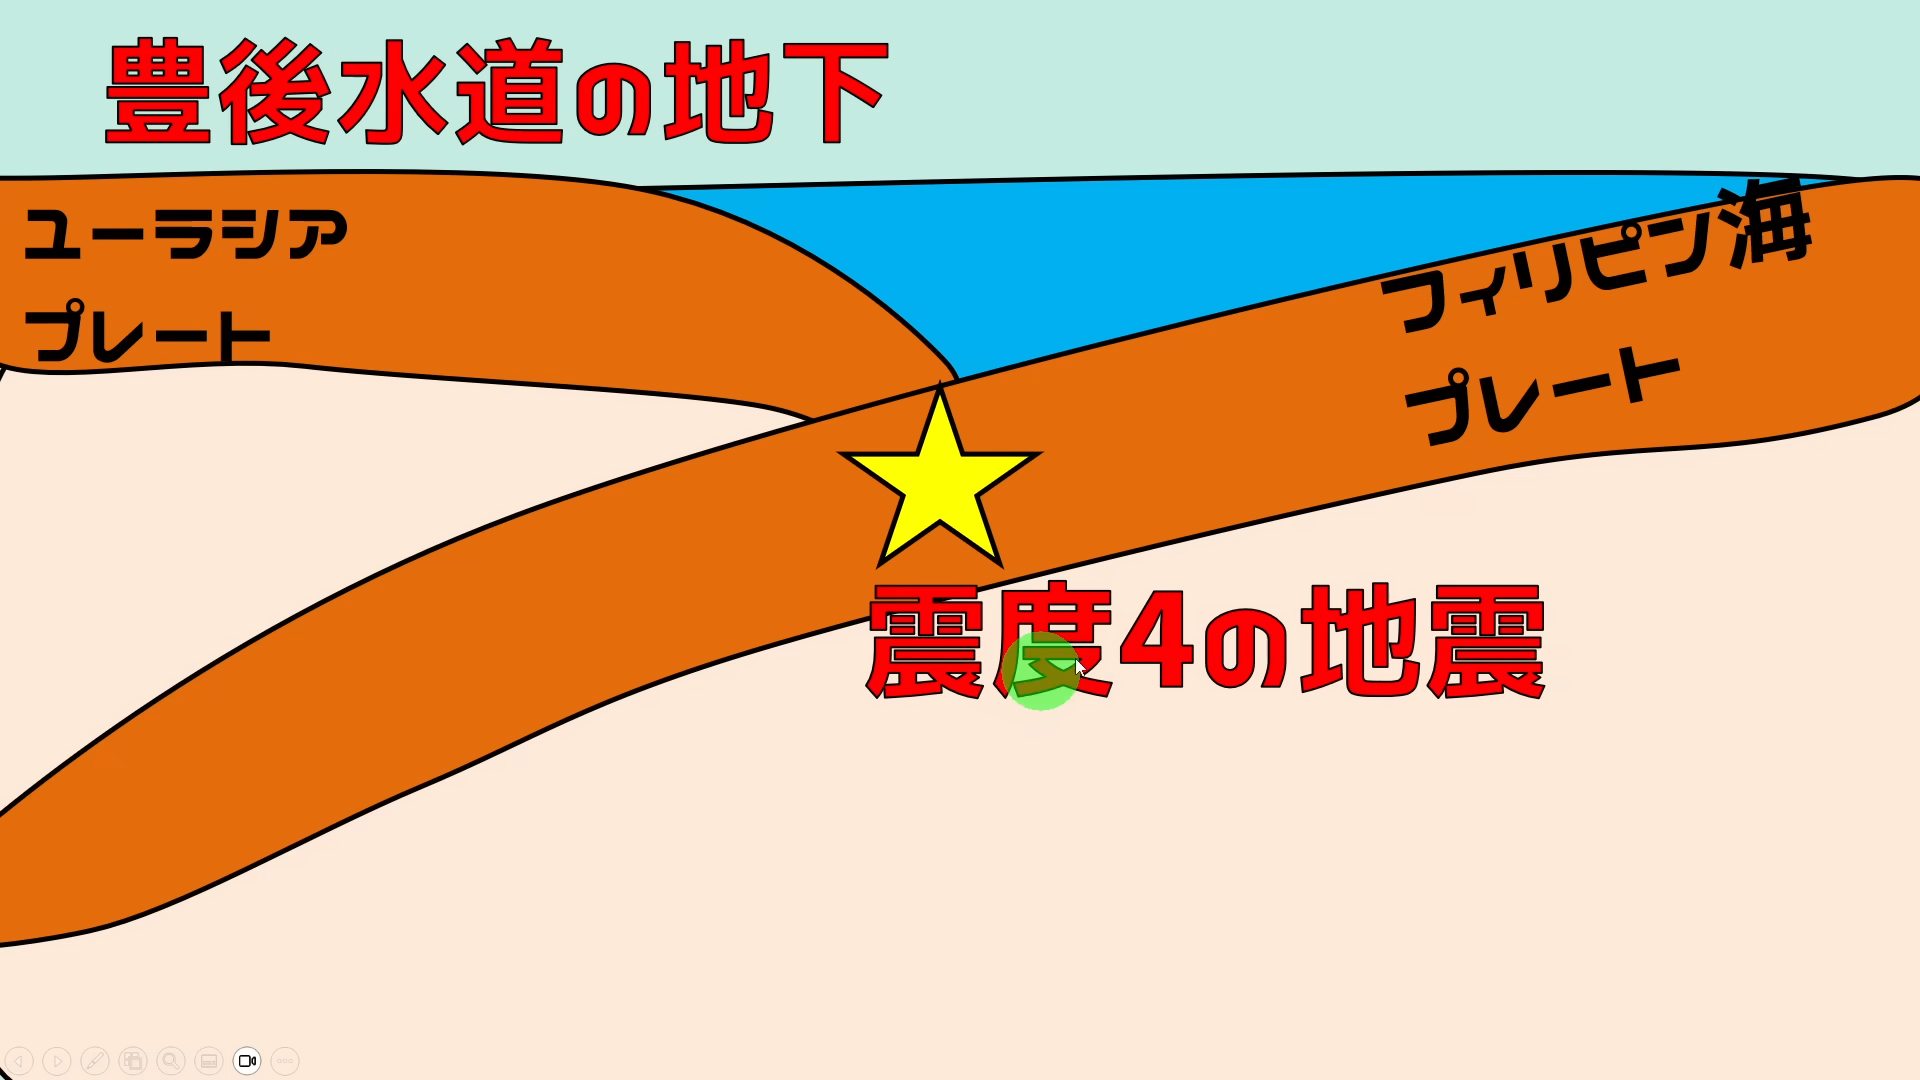 豊後水道の地下
ユーラシア
プレート
フィリピン海
プレート
震度4の地震